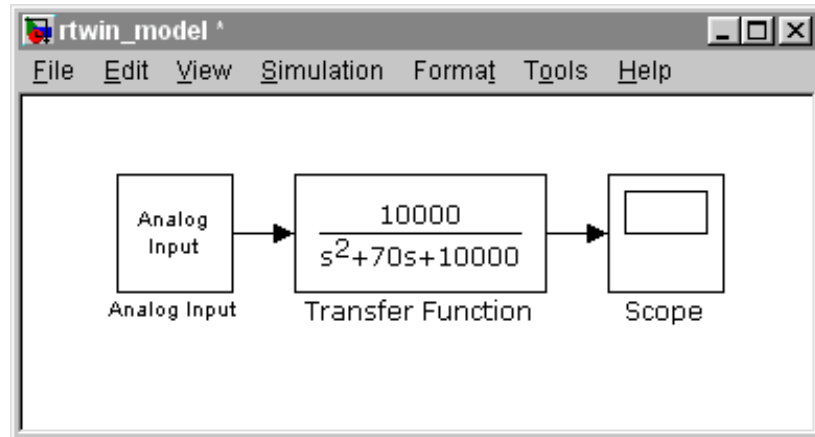 rtwin_model *
File Edit View Simulation Format Tools Help
Analog
Input
10000
s²+70s+10000
Analog Input
Transfer Function
Scope